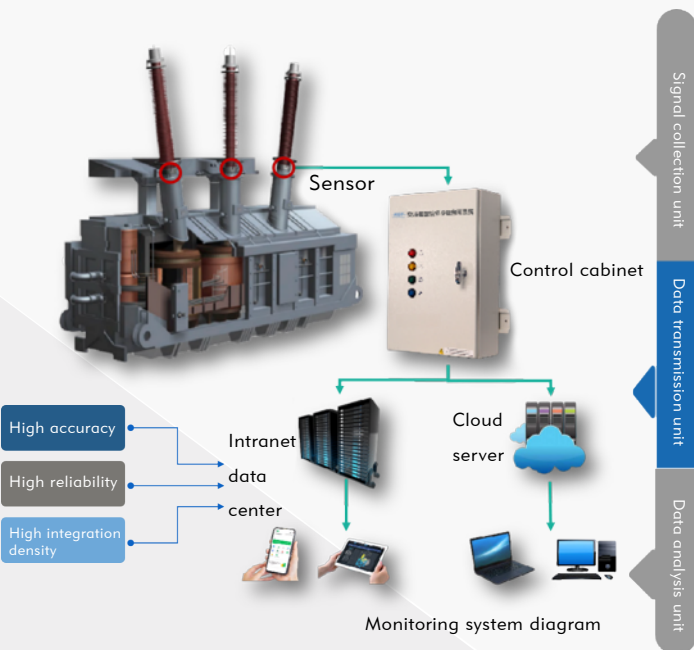 Signal collection unit
Sensor
Control cabinet
Data transmission unit
High accuracy
Intranet
data
center
Cloud
server
High reliability
High integration
density
Data analysis unit
Monitoring system diagram